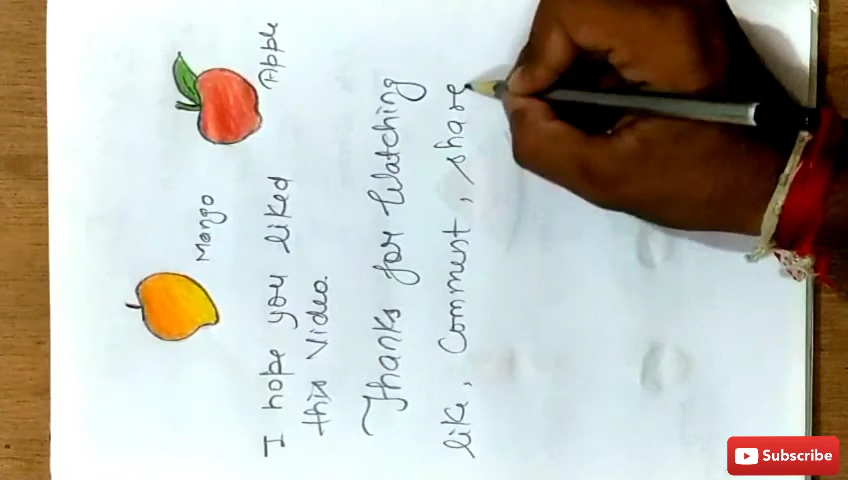 Mango
Apple
I hope you liked
this Video.
Thanks for Watching
like, Comment, share
Subscribe